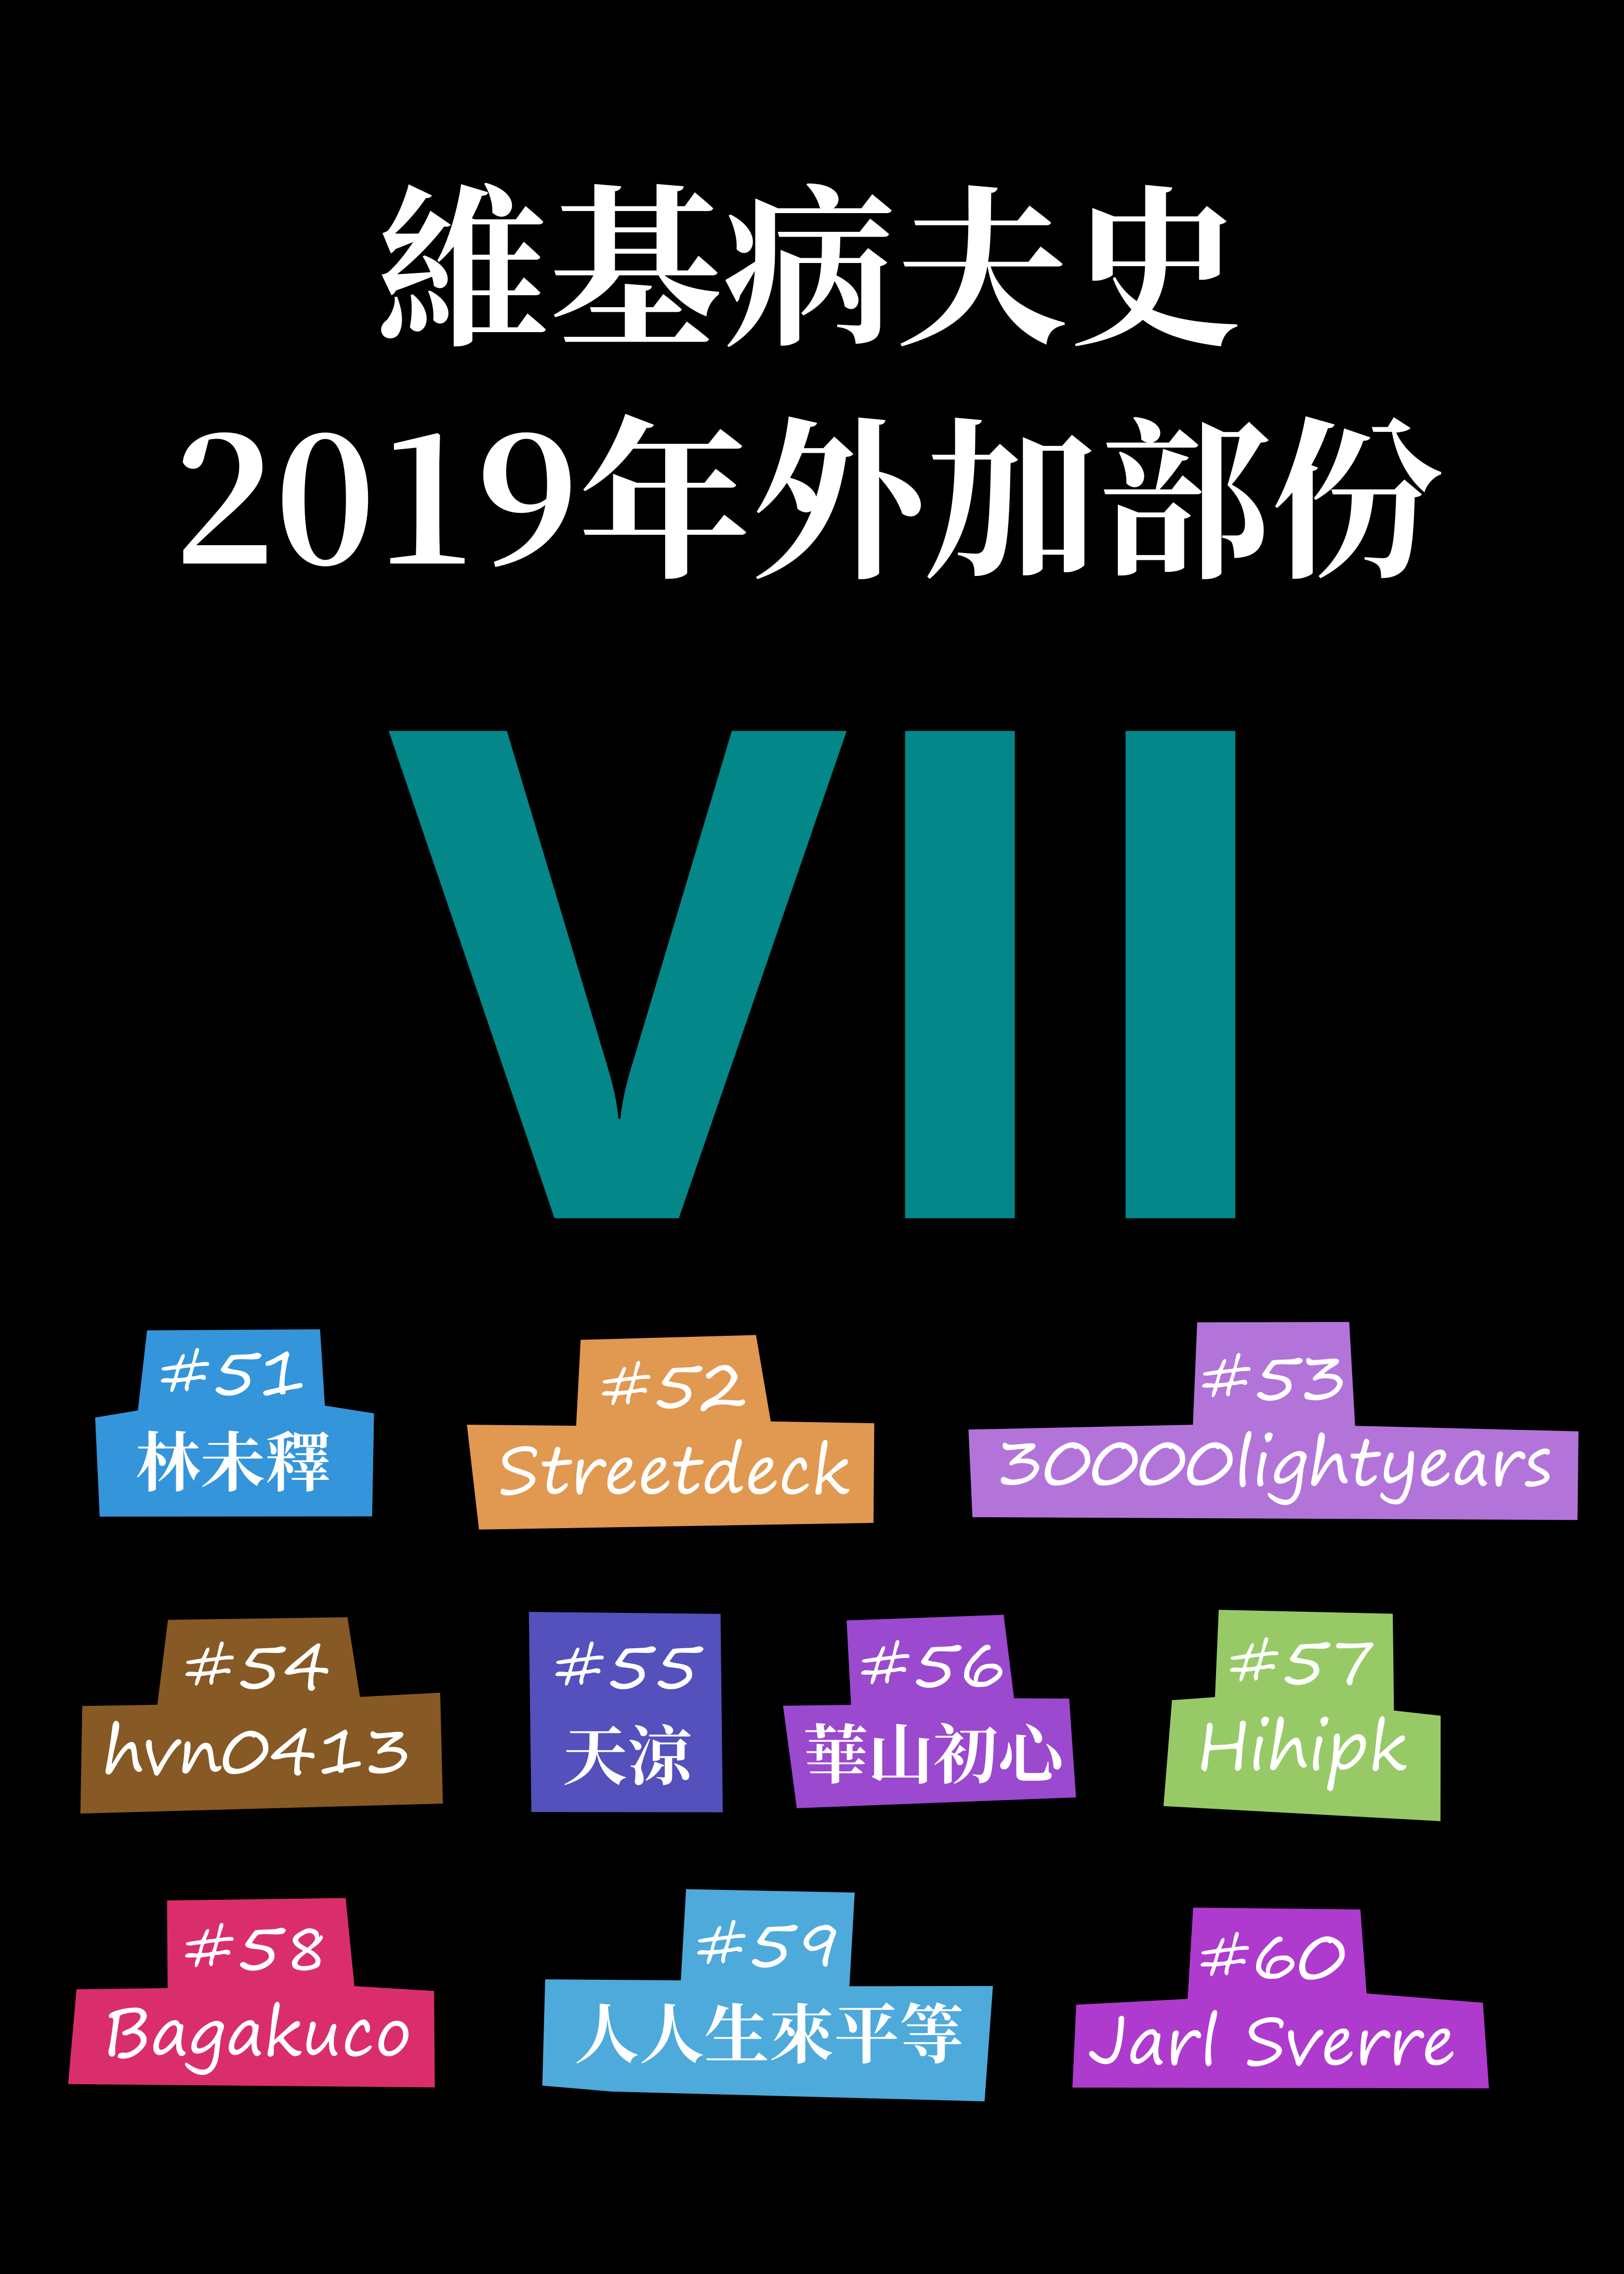 維基病夫史
2019年外加部份
VII
#51
林未釋
#52
Streetdeck
#53
30000lightyears
#54
hvn0413
#55
天涼
#56
華山初心
#57
Hihipk
#58
Bagakuco
#59
人人生來平等
#60
Jarl Sverre